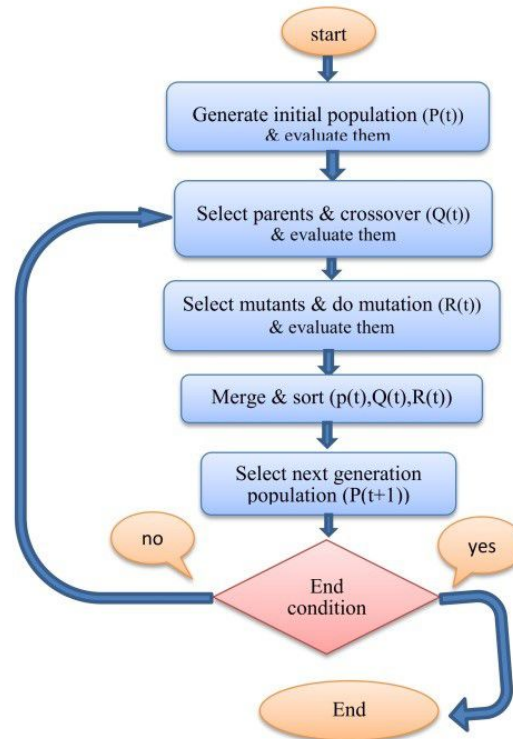 start
Generate initial population (P(t))
& evaluate them
Select parents & crossover (Q(t))
& evaluate them
Select mutants & do mutation (R(t))
& evaluate them
Merge & sort (p(t),Q(t),R(t))
Select next generation
population (P(t+1))
no
yes
End
condition
End